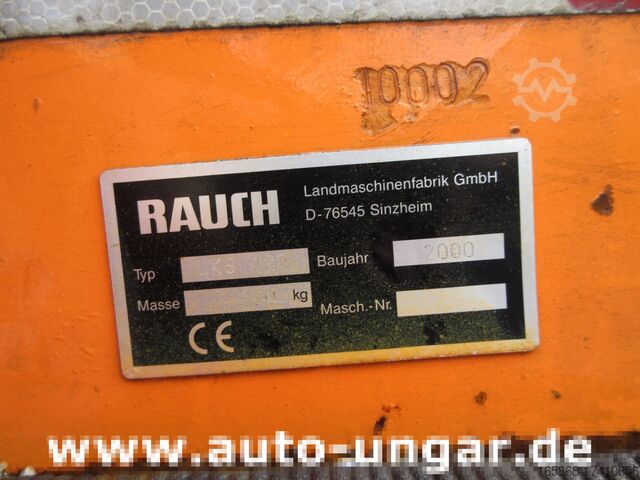 10002
RAUCH
Landmaschinenfabrik GmbH
D-76545 Sinzheim
Typ
Baujahr 2000
Masse kg
Masch.-Nr.
CE
www.auto-ungar.de